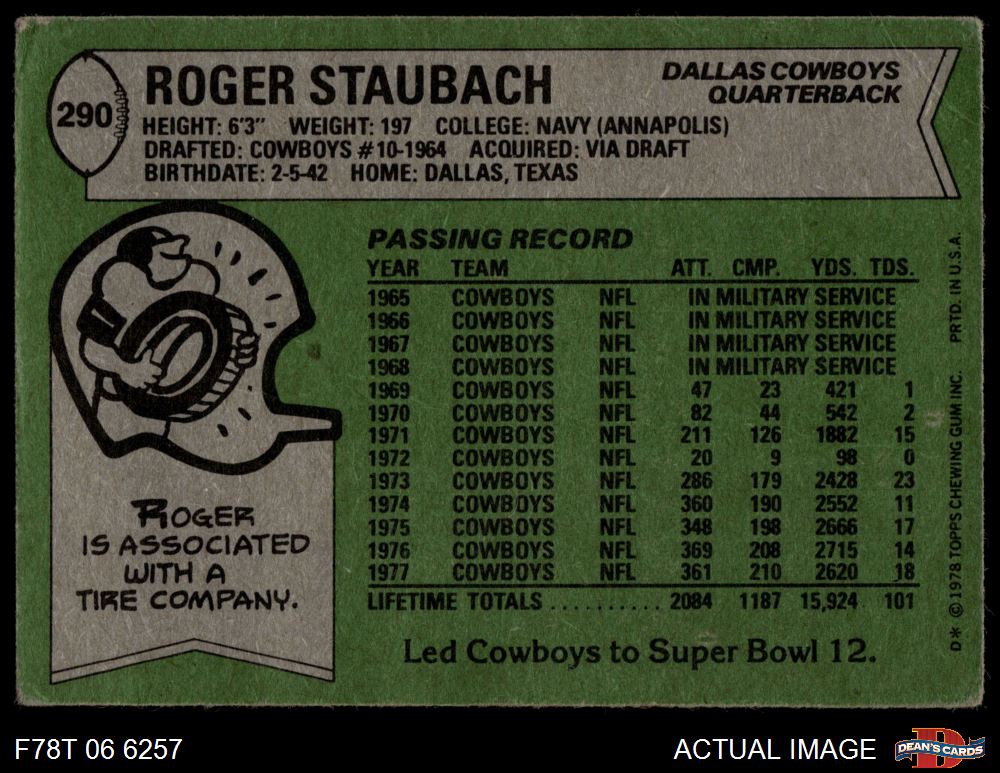 290
ROGER STAUBACH
DALLAS COWBOYS
QUARTERBACK
HEIGHT: 6'3" WEIGHT: 197 COLLEGE: NAVY (ANNAPOLIS)
DRAFTED: COWBOYS #10-1964 ACQUIRED: VIA DRAFT
BIRTHDATE: 2-5-42 HOME: DALLAS, TEXAS
PASSING RECORD
YEAR TEAM ATT. CMP. YDS. TDS.
1965 COWBOYS NFL IN MILITARY SERVICE
1966 COWBOYS NFL IN MILITARY SERVICE
1967 COWBOYS NFL IN MILITARY SERVICE
1968 COWBOYS NFL IN MILITARY SERVICE
1969 COWBOYS NFL 47 23 421 1
1970 COWBOYS NFL 82 44 542 2
1971 COWBOYS NFL 211 126 1882 15
1972 COWBOYS NFL 20 9 98 0
1973 COWBOYS NFL 286 179 2428 23
1974 COWBOYS NFL 360 190 2552 11
1975 COWBOYS NFL 348 198 2666 17
1976 COWBOYS NFL 369 208 2715 14
1977 COWBOYS NFL 361 210 2620 18
LIFETIME TOTALS .......... 2084 1187 15,924 101
Led Cowboys to Super Bowl 12.
ROGER
IS ASSOCIATED
WITH A
TIRE COMPANY.
D* © 1978 TOPPS CHEWING GUM INC. PRTD. IN U.S.A.
F78T 06 6257
ACTUAL IMAGE
D
DEAN'S CARDS